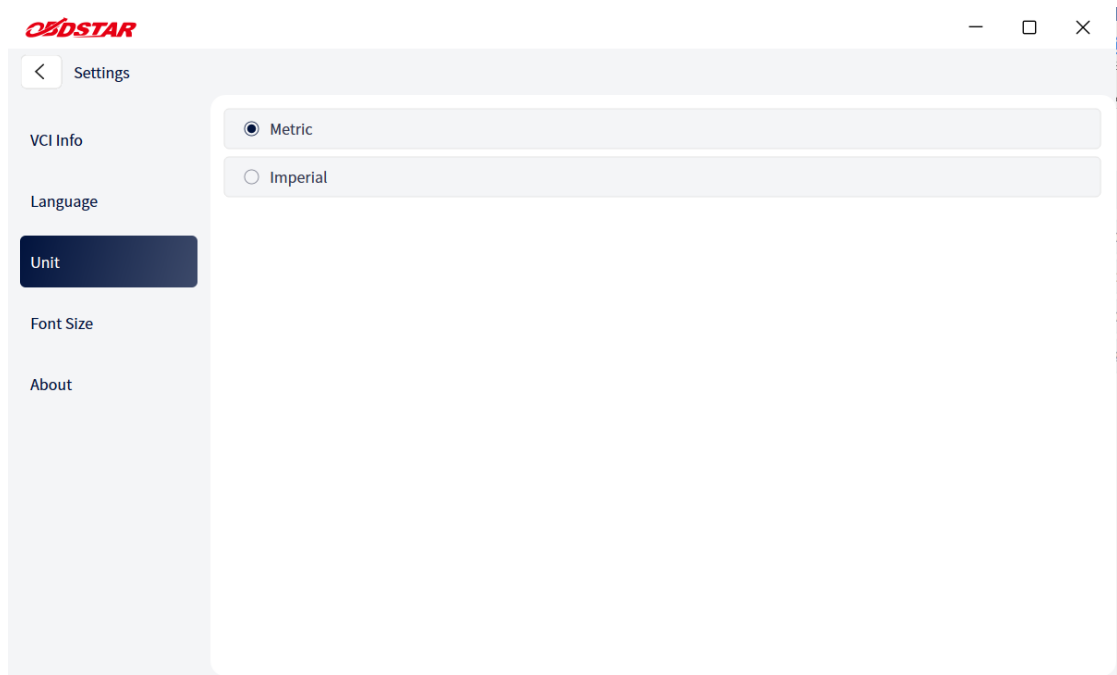 OBDSTAR
Settings
VCI Info
Language
Unit
Font Size
About
Metric
Imperial